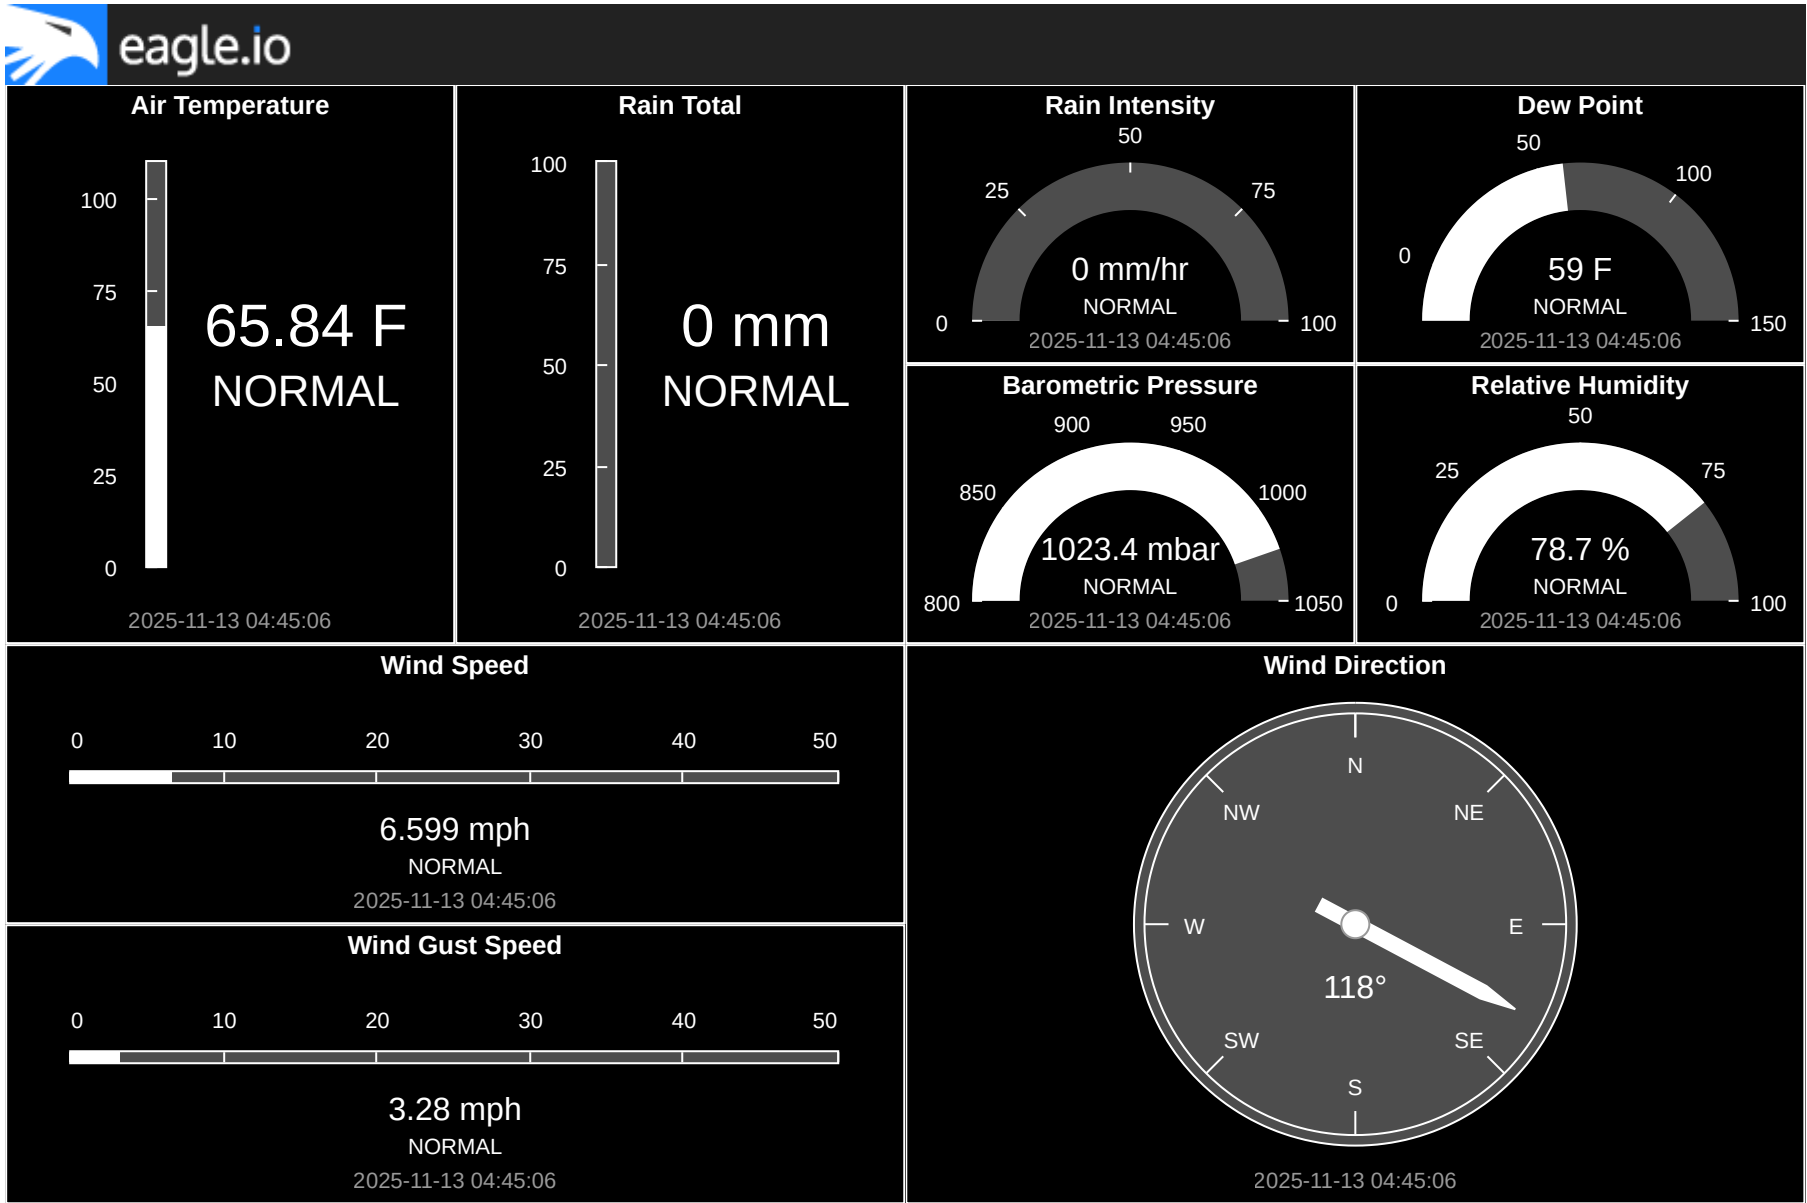 eagle.io
Air Temperature
100
75
50
25
0
65.84 F
NORMAL
2025-11-13 04:45:06
Rain Total
100
75
50
25
0
0 mm
NORMAL
2025-11-13 04:45:06
Rain Intensity
0
25
50
75
100
0 mm/hr
NORMAL
2025-11-13 04:45:06
Dew Point
0
50
100
150
59 F
NORMAL
2025-11-13 04:45:06
Barometric Pressure
800
850
900
950
1000
1050
1023.4 mbar
NORMAL
2025-11-13 04:45:06
Relative Humidity
0
25
50
75
100
78.7 %
NORMAL
2025-11-13 04:45:06
Wind Speed
0 10 20 30 40 50
6.599 mph
NORMAL
2025-11-13 04:45:06
Wind Gust Speed
0 10 20 30 40 50
3.28 mph
NORMAL
2025-11-13 04:45:06
Wind Direction
N
NW NE
W E
118°
SW SE
S
2025-11-13 04:45:06